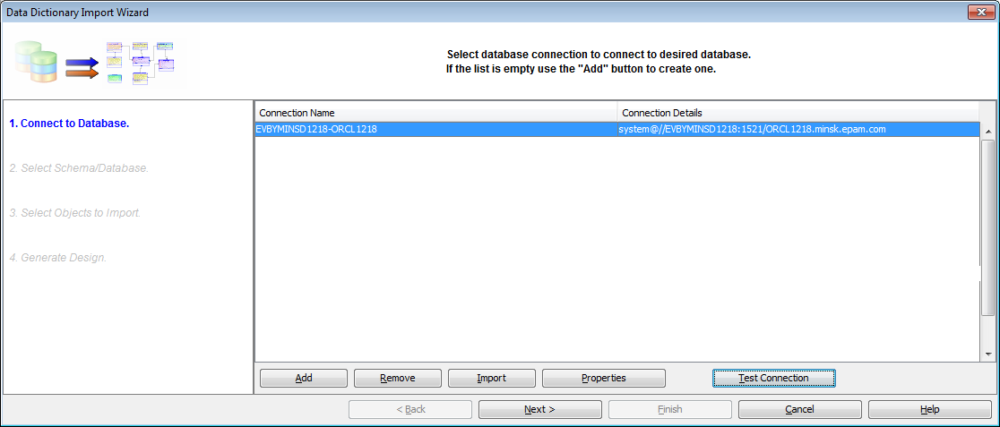 Data Dictionary Import Wizard
Select database connection to connect to desired database.
If the list is empty use the "Add" button to create one.
1. Connect to Database.
2. Select Schema/Database.
3. Select Objects to Import.
4. Generate Design.
Connection Name Connection Details
EVBYMINSD1218-ORCL1218 system@//EVBYMINSD1218:1521/ORCL1218.minsk.epam.com
Add Remove Import Properties Test Connection
< Back Next > Finish Cancel Help